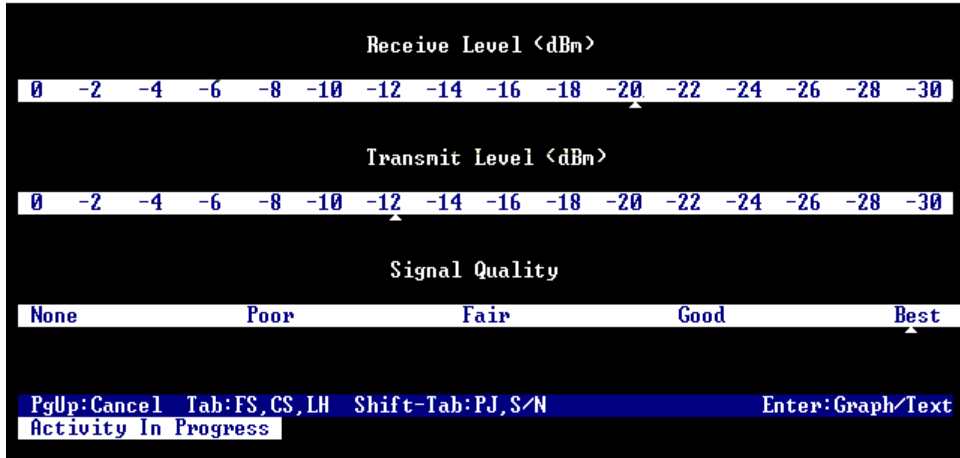 Receive Level (dBm)
0 -2 -4 -6 -8 -10 -12 -14 -16 -18 -20 -22 -24 -26 -28 -30
Transmit Level (dBm)
0 -2 -4 -6 -8 -10 -12 -14 -16 -18 -20 -22 -24 -26 -28 -30
Signal Quality
None Poor Fair Good Best
PgUp:Cancel Tab:FS,CS,LH Shift-Tab:PJ,S/N Enter:Graph/Text
Activity In Progress